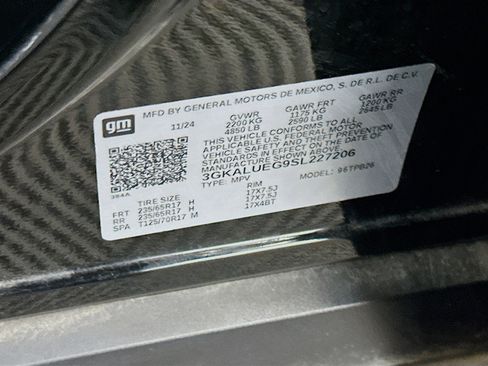 gm
MFD BY GENERAL MOTORS DE MEXICO, S. DE R.L. DE C.V.
11/24 GVWR GAWR FRT GAWR RR
2200 KG 1175 KG 1200 KG
4850 LB 2590 LB 2645 LB
THIS VEHICLE CONFORMS TO ALL
APPLICABLE U.S. FEDERAL MOTOR
VEHICLE SAFETY AND THEFT PREVENTION
STANDARDS IN EFFECT ON THE DATE OF
MANUFACTURE SHOWN ABOVE.
3GKALUEG9SL227206
TYPE: MPV MODEL: 96TPB26
384A
TIRE SIZE RIM
FRT 235/65R17 H 17X7.5J
RR 235/65R17 H 17X7.5J
SPA T125/70R17 M 17X4BT